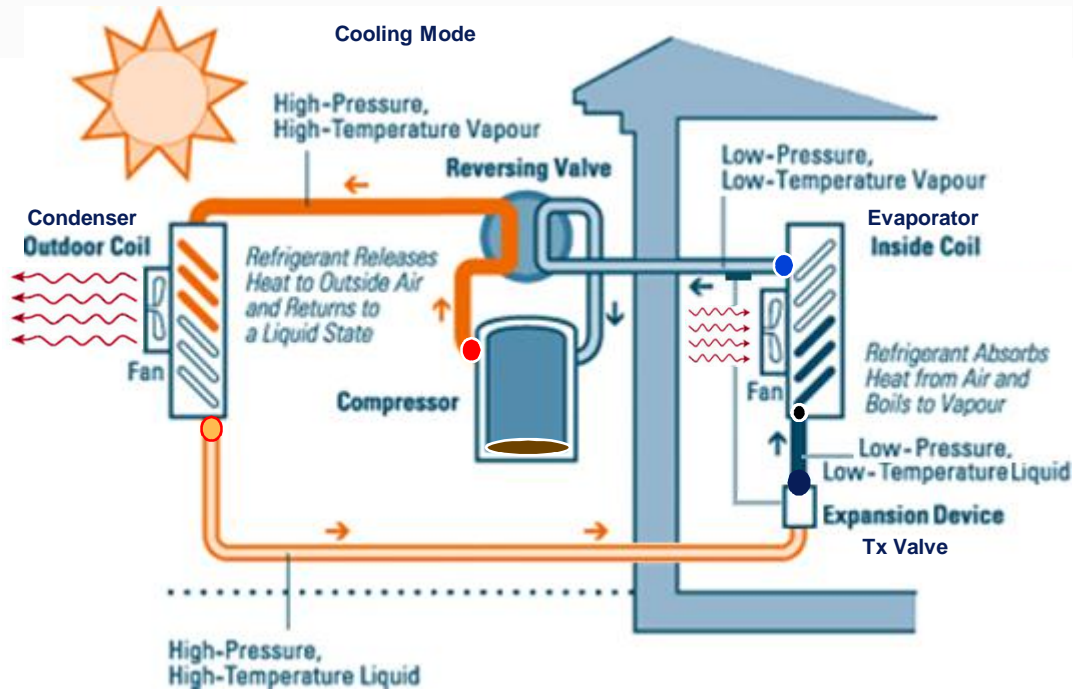 Cooling Mode
High-Pressure,
High-Temperature Vapour
Reversing Valve
Low-Pressure,
Low-Temperature Vapour
Condenser
Outdoor Coil
Evaporator
Inside Coil
Refrigerant Releases
Heat to Outside Air
and Returns to
a Liquid State
Fan
Compressor
Fan
Refrigerant Absorbs
Heat from Air and
Boils to Vapour
Low-Pressure,
Low-Temperature Liquid
Expansion Device
Tx Valve
High-Pressure,
High-Temperature Liquid